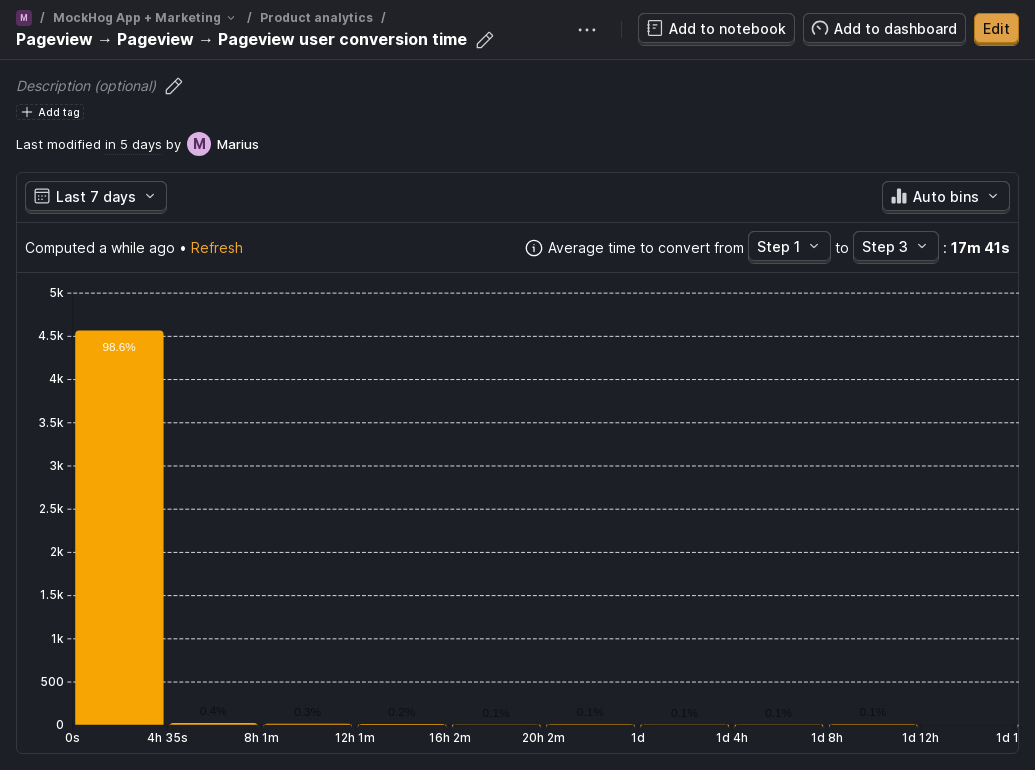 M / MockHog App + Marketing / Product analytics /
Pageview → Pageview → Pageview user conversion time
Add to notebook
Add to dashboard
Edit
Description (optional)
Add tag
Last modified in 5 days by M Marius
Last 7 days
Auto bins
Computed a while ago • Refresh
Average time to convert from Step 1 to Step 3 : 17m 41s
5k
4.5k
98.6%
4k
3.5k
3k
2.5k
2k
1.5k
1k
500
0.4% 0.3% 0.2% 0.1% 0.1% 0.1% 0.1% 0.1%
0
0s 4h 35s 8h 1m 12h 1m 16h 2m 20h 2m 1d 1d 4h 1d 8h 1d 12h 1d 1